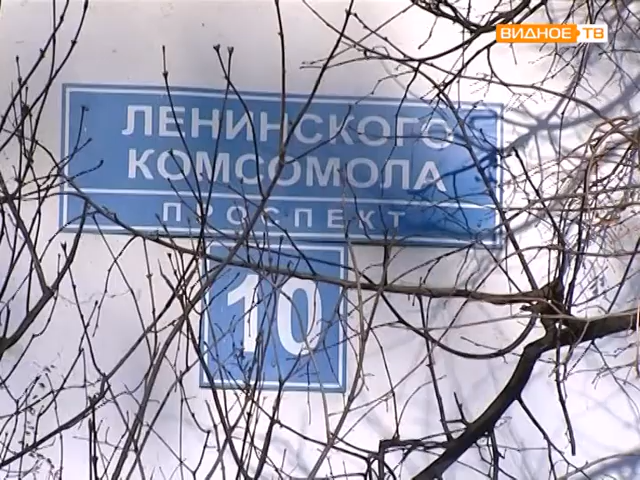 ВИДНОЕ ТВ
ЛЕНИНСКОГО
КОМСОМОЛА
ПРОСПЕКТ
10